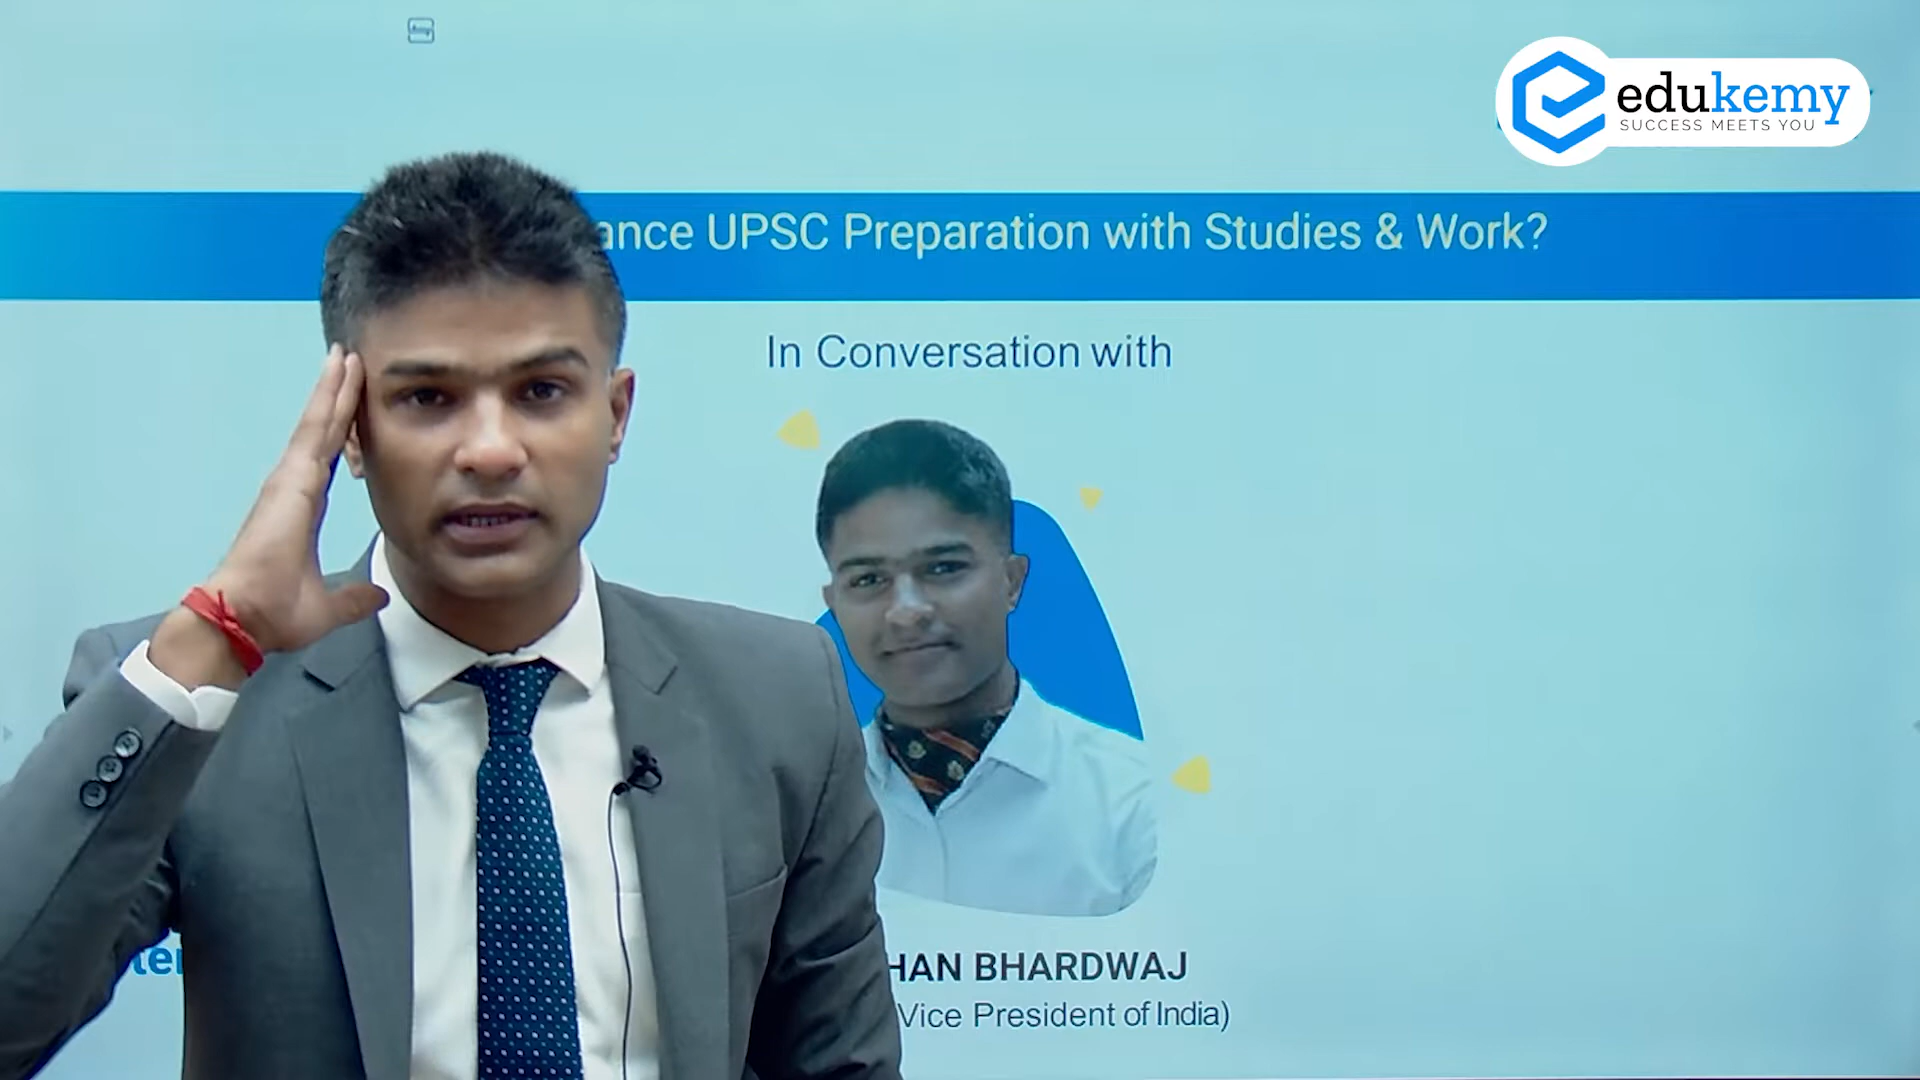 edukemy
SUCCESS MEETS YOU
ance UPSC Preparation with Studies & Work?
In Conversation with
HAN BHARDWAJ
Vice President of India)